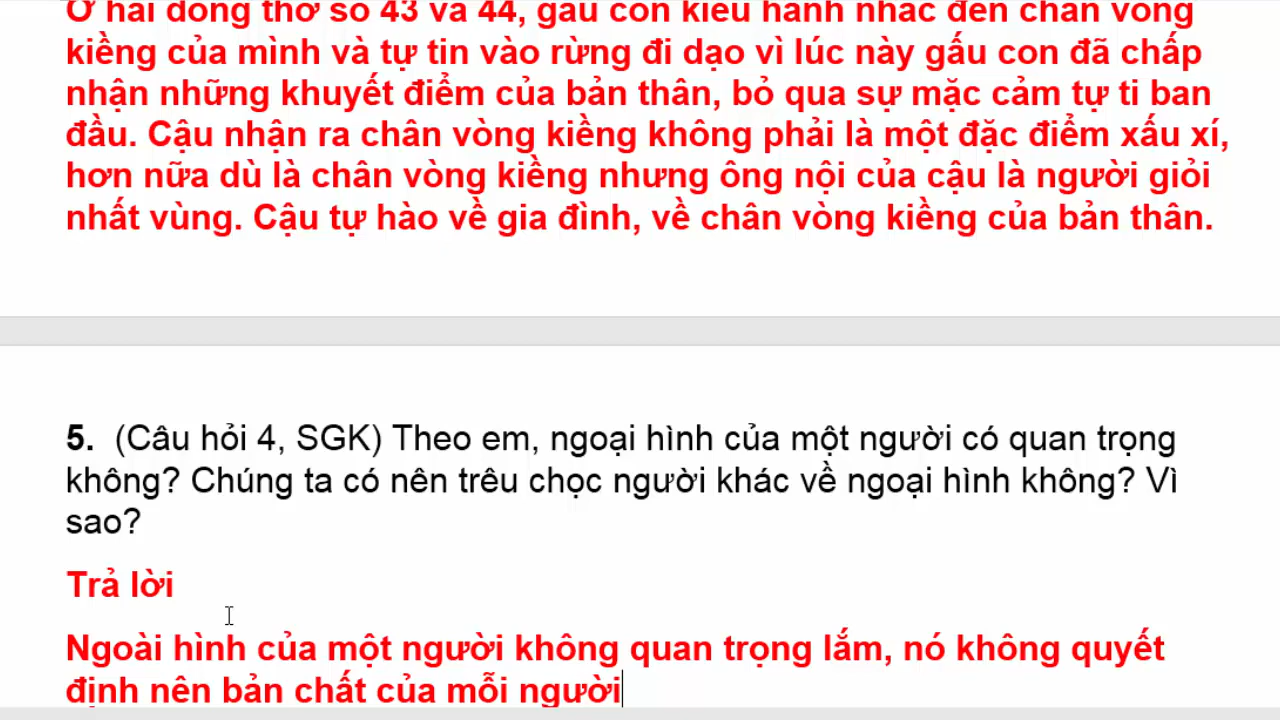 Ở hai dòng thơ số 43 và 44, gấu con kiêu hãnh nhắc đến chân vòng
kiềng của mình và tự tin vào rừng đi dạo vì lúc này gấu con đã chấp
nhận những khuyết điểm của bản thân, bỏ qua sự mặc cảm tự ti ban
đầu. Cậu nhận ra chân vòng kiềng không phải là một đặc điểm xấu xí,
hơn nữa dù là chân vòng kiềng nhưng ông nội của cậu là người giỏi
nhất vùng. Cậu tự hào về gia đình, về chân vòng kiềng của bản thân.
5. (Câu hỏi 4, SGK) Theo em, ngoại hình của một người có quan trọng
không? Chúng ta có nên trêu chọc người khác về ngoại hình không? Vì
sao?
Trả lời
Ngoài hình của một người không quan trọng lắm, nó không quyết
định nên bản chất của mỗi người